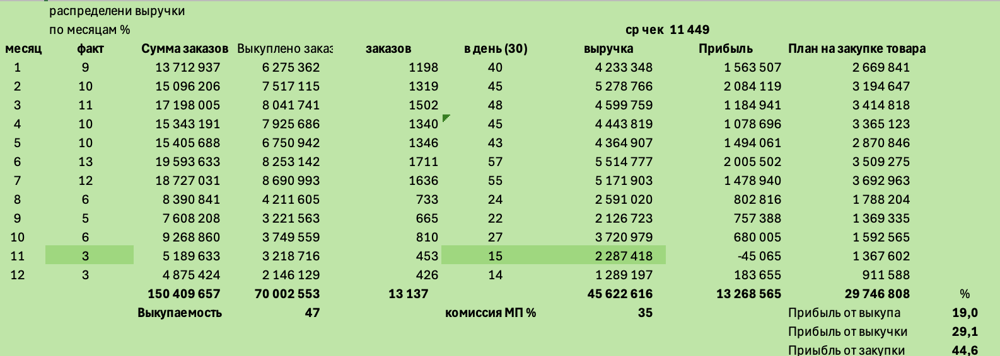 распределени выручки
по месяцам % ср чек 11 449
месяц факт Сумма заказов Выкуплено заказ заказов в день (30) выручка Прибыль План на закупке товара
1 9 13 712 937 6 275 362 1198 40 4 233 348 1 563 507 2 669 841
2 10 15 096 206 7 517 115 1319 45 5 278 766 2 084 119 3 194 647
3 11 17 198 005 8 041 741 1502 48 4 599 759 1 184 941 3 414 818
4 10 15 343 191 7 925 686 1340 45 4 443 819 1 078 696 3 365 123
5 10 15 405 688 6 750 942 1346 43 4 364 907 1 494 061 2 870 846
6 13 19 593 633 8 253 142 1711 57 5 514 777 2 005 502 3 509 275
7 12 18 727 031 8 690 993 1636 55 5 171 903 1 478 940 3 692 963
8 6 8 390 841 4 211 605 733 24 2 591 020 802 816 1 788 204
9 5 7 608 208 3 221 563 665 22 2 126 723 757 388 1 369 335
10 6 9 268 860 3 749 559 810 27 3 720 979 680 005 1 592 565
11 3 5 189 633 3 218 716 453 15 2 287 418 -45 065 1 367 602
12 3 4 875 424 2 146 129 426 14 1 289 197 183 655 911 588
150 409 657 70 002 553 13 137 45 622 616 13 268 565 29 746 808 %
Выкупаемость 47 комиссия МП % 35 Прибыль от выкупа 19,0
Прибыль от выкучки 29,1
Приыбль от закупки 44,6